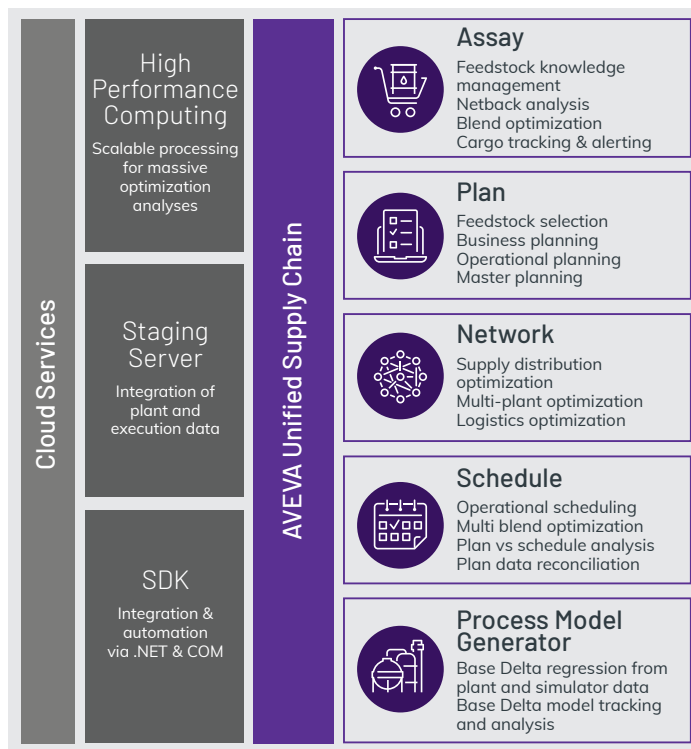 Cloud Services
High
Performance
Computing
Scalable processing
for massive
optimization
analyses
Staging
Server
Integration of
plant and
execution data
SDK
Integration &
automation
via .NET & COM
AVEVA Unified Supply Chain
Assay
Feedstock knowledge
management
Netback analysis
Blend optimization
Cargo tracking & alerting
Plan
Feedstock selection
Business planning
Operational planning
Master planning
Network
Supply distribution
optimization
Multi-plant optimization
Logistics optimization
Schedule
Operational scheduling
Multi blend optimization
Plan vs schedule analysis
Plan data reconciliation
Process Model
Generator
Base Delta regression from
plant and simulator data
Base Delta model tracking
and analysis